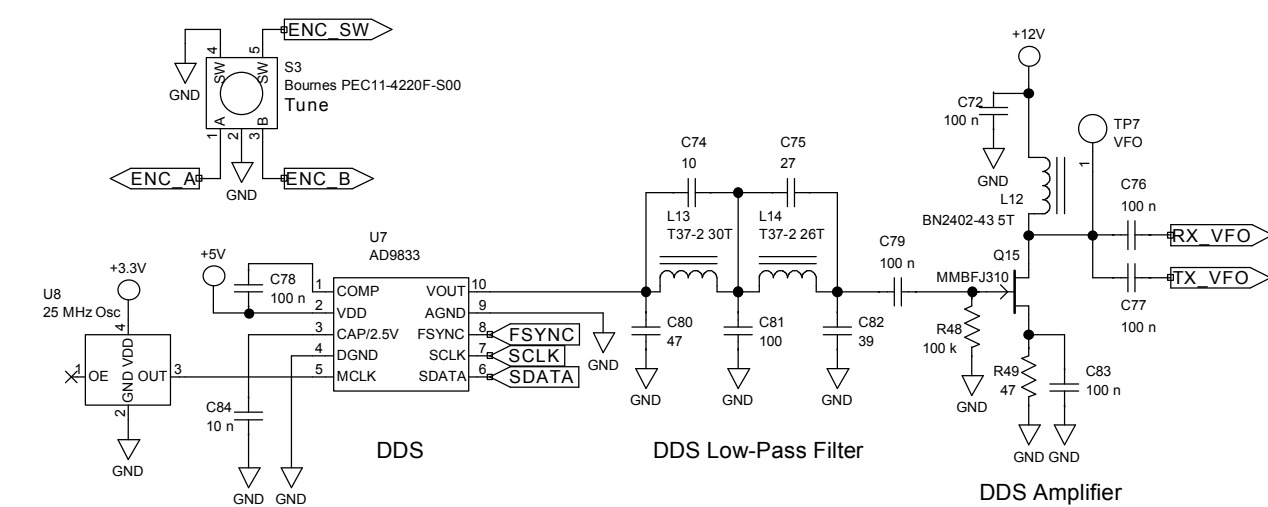 ENC_SW
4
5
SW
SW
GND
S3
Bournes PEC11-4220F-S00
Tune
A
B
1
2
3
ENC_A
ENC_B
GND
+12V
C72
100 n
GND
L12
BN2402-43 5T
TP7
VFO
1
C76
100 n
RX_VFO
TX_VFO
C77
100 n
C74
10
C75
27
L13
T37-2 30T
L14
T37-2 26T
C79
100 n
Q15
MMBFJ310
C80
47
GND
C81
100
GND
C82
39
GND
R48
100 k
GND
R49
47
C83
100 n
GND
GND
U7
AD9833
+5V
C78
100 n
1
COMP
2
VDD
3
CAP/2.5V
4
DGND
5
MCLK
VOUT
10
AGND
9
FSYNC
8
FSYNC
SCLK
7
SCLK
SDATA
6
SDATA
GND
+3.3V
U8
25 MHz Osc
4
VDD
1
OE
OUT
3
GND
2
GND
C84
10 n
GND
GND
DDS
DDS Low-Pass Filter
DDS Amplifier